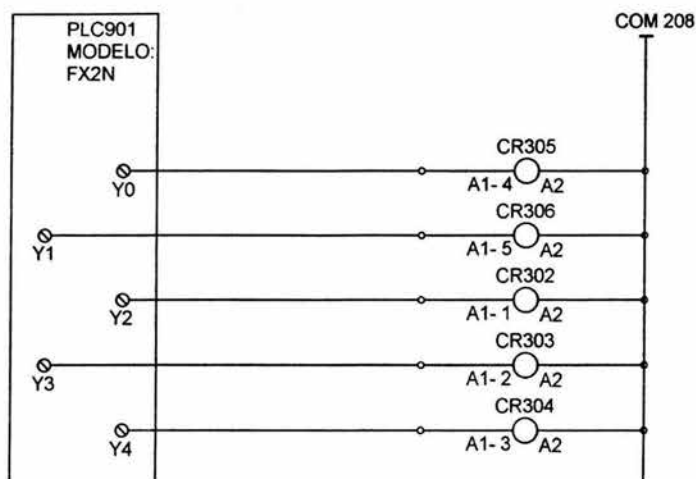 PLC901
MODELO:
FX2N
COM 208
CR305
Y0
A1- 4
A2
CR306
Y1
A1- 5
A2
CR302
Y2
A1- 1
A2
CR303
Y3
A1- 2
A2
CR304
Y4
A1- 3
A2